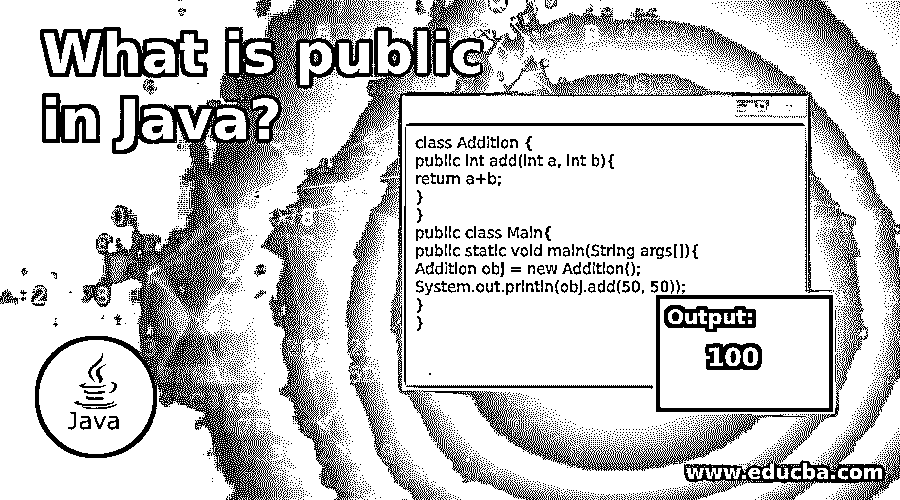 What is public
in Java?
class Addition {
public int add(int a, int b){
return a+b;
}
}
public class Main{
public static void main(String args[]){
Addition obj = new Addition();
System.out.println(obj.add(50, 50));
}
}
Output:
100
Java
www.educba.com